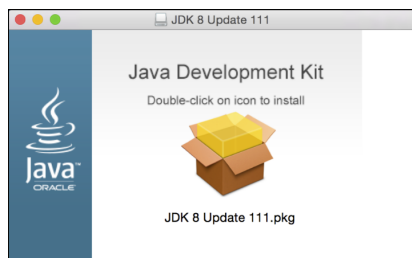 JDK 8 Update 111
Java Development Kit
Double-click on icon to install
Java™
ORACLE
JDK 8 Update 111.pkg